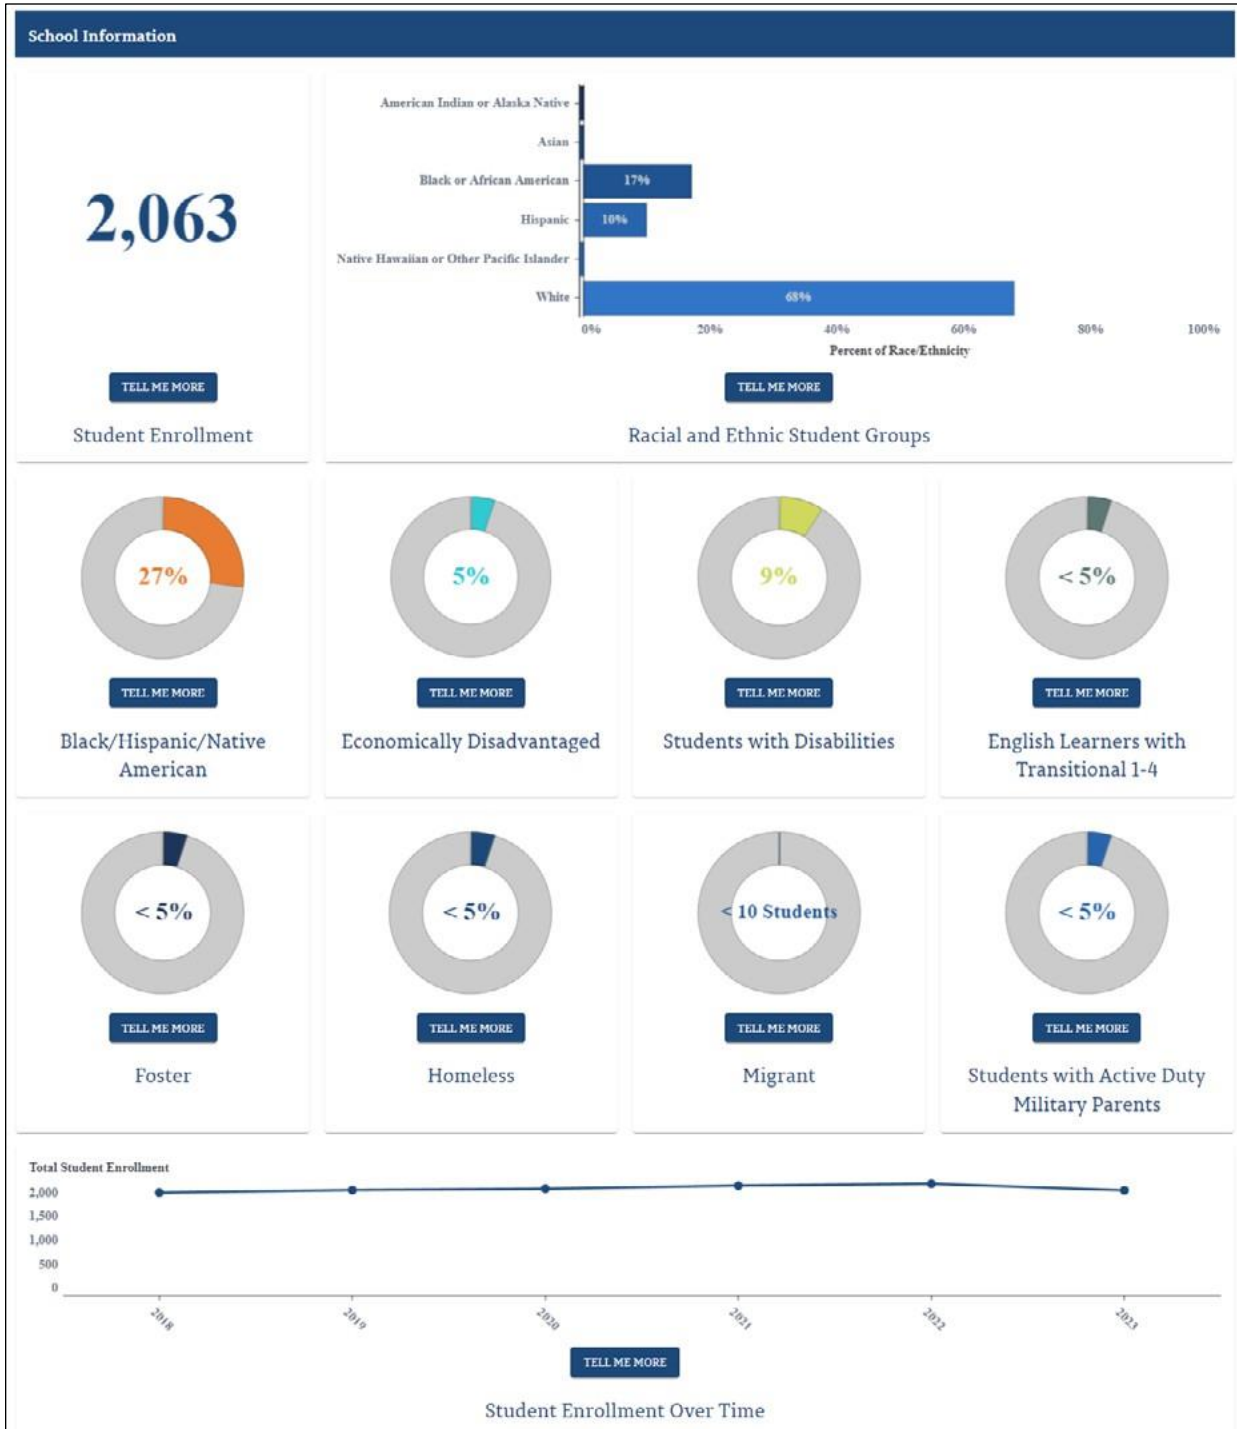 School Information
2,063
TELL ME MORE
Student Enrollment
American Indian or Alaska Native
Asian
Black or African American
17%
Hispanic
10%
Native Hawaiian or Other Pacific Islander
White
68%
0% 20% 40% 60% 80% 100%
Percent of Race/Ethnicity
TELL ME MORE
Racial and Ethnic Student Groups
27%
TELL ME MORE
Black/Hispanic/Native
American
5%
TELL ME MORE
Economically Disadvantaged
9%
TELL ME MORE
Students with Disabilities
< 5%
TELL ME MORE
English Learners with
Transitional 1-4
< 5%
TELL ME MORE
Foster
< 5%
TELL ME MORE
Homeless
< 10 Students
TELL ME MORE
Migrant
< 5%
TELL ME MORE
Students with Active Duty
Military Parents
Total Student Enrollment
2,000
1,500
1,000
500
0
2018 2019 2020 2021 2022 2023
TELL ME MORE
Student Enrollment Over Time